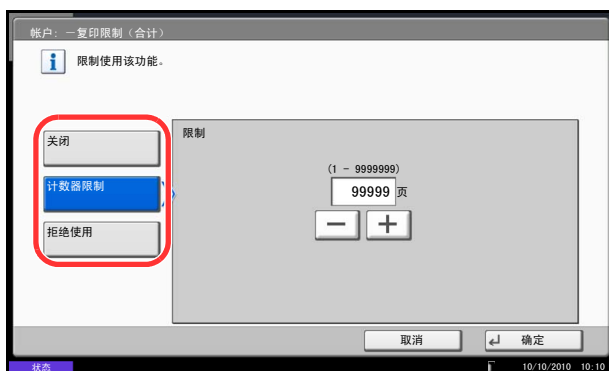 帐户: －复印限制（合计）
限制使用该功能。
关闭
计数器限制
拒绝使用
限制
(1 - 9999999)
99999 页
－ ＋
取消
确定
状态
10/10/2010 10:10